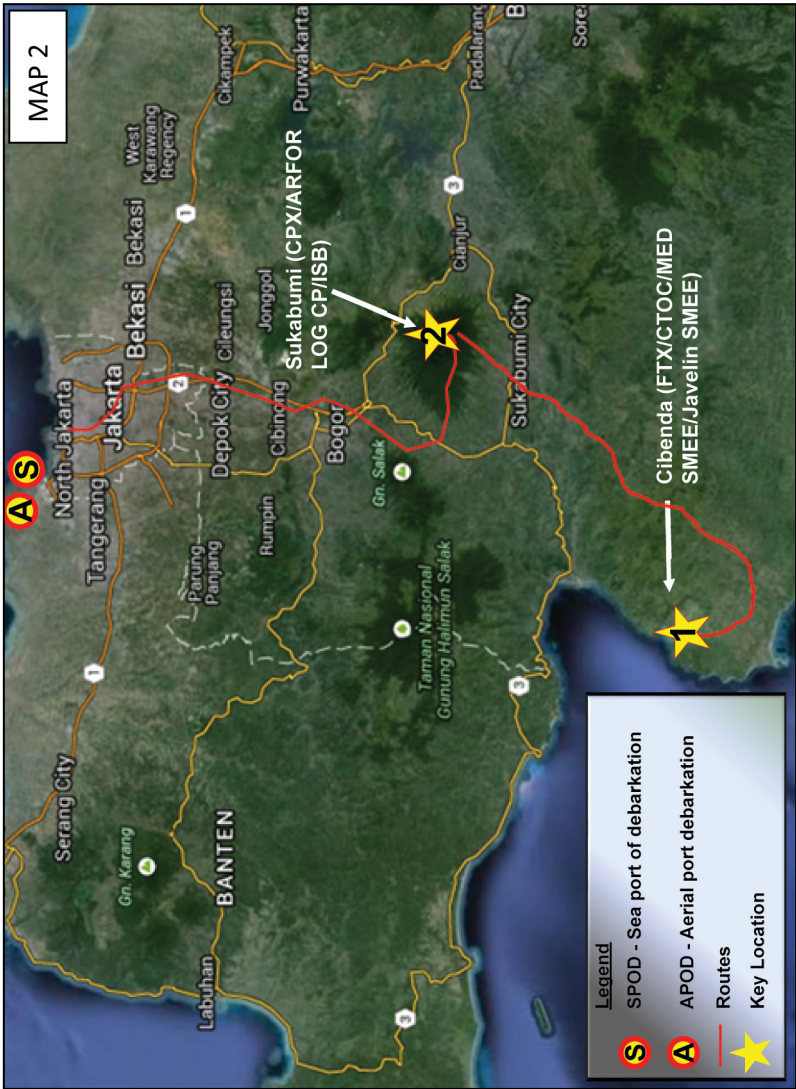 MAP 2
A
S
North Jakarta
Tangerang
Jakarta
Bekasi
Bekasi
West
Karawang
Regency
Cikampek
Purwakarta
Serang City
1
1
2
Depok City
Cileungsi
Jonggol
Cibinong
Parung
Panjang
Rumpin
Bogor
Gn. Karang
BANTEN
Labuhan
Sukabumi (CPX/ARFOR
LOG CP/ISB)
2
Gn. Salak
Taman Nasional
Gunung Halimun Salak
Cianjur
3
Padalarang
B
Sorea
Sukabumi City
3
3
Cibenda (FTX/CTOC/MED
SMEE/Javelin SMEE)
1
Legend
S SPOD - Sea port of debarkation
A APOD - Aerial port debarkation
Routes
Key Location